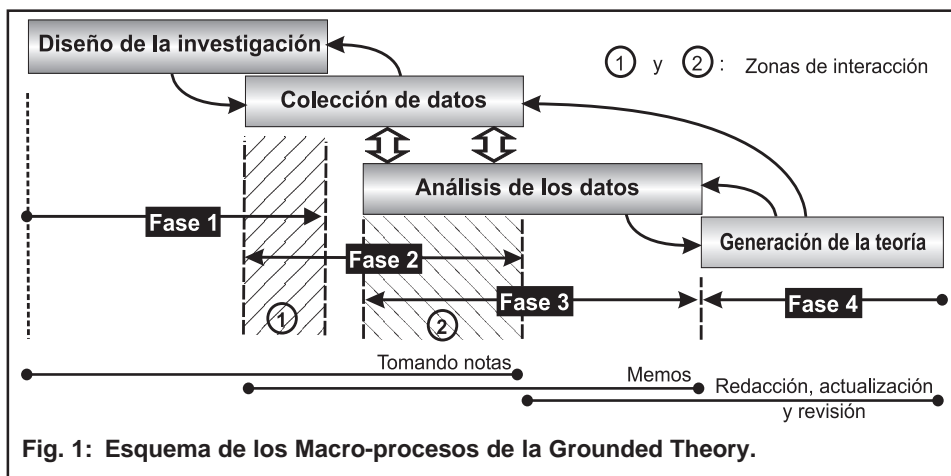 Diseño de la investigación
1 y 2 : Zonas de interacción
Colección de datos
Análisis de los datos
Fase 1
Generación de la teoría
Fase 2
Fase 3
Fase 4
1
2
Tomando notas
Memos
Redacción, actualización
y revisión
Fig. 1: Esquema de los Macro-procesos de la Grounded Theory.